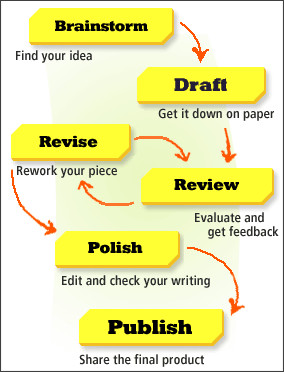 Brainstorm
Find your idea
Draft
Get it down on paper
Revise
Rework your piece
Review
Evaluate and
get feedback
Polish
Edit and check your writing
Publish
Share the final product